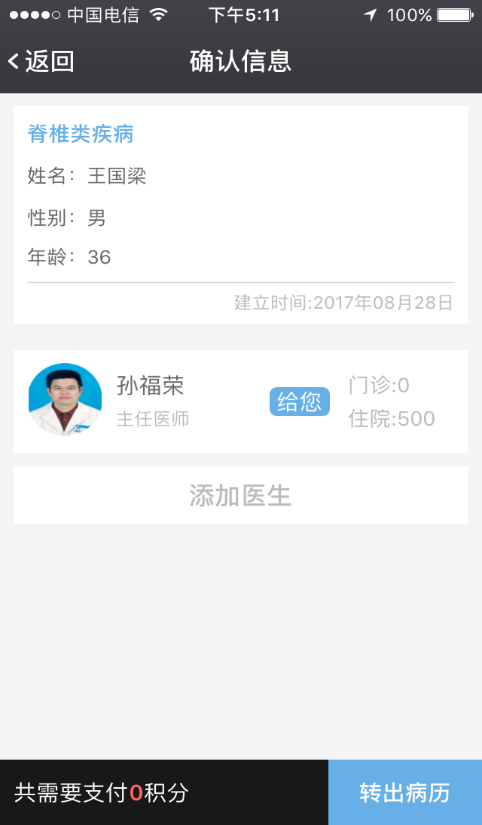 中国电信 下午5:11 100%
返回 确认信息
脊椎类疾病
姓名：王国梁
性别：男
年龄：36
建立时间:2017年08月28日
孙福荣 给您 门诊:0
主任医师 住院:500
添加医生
共需要支付0积分 转出病历